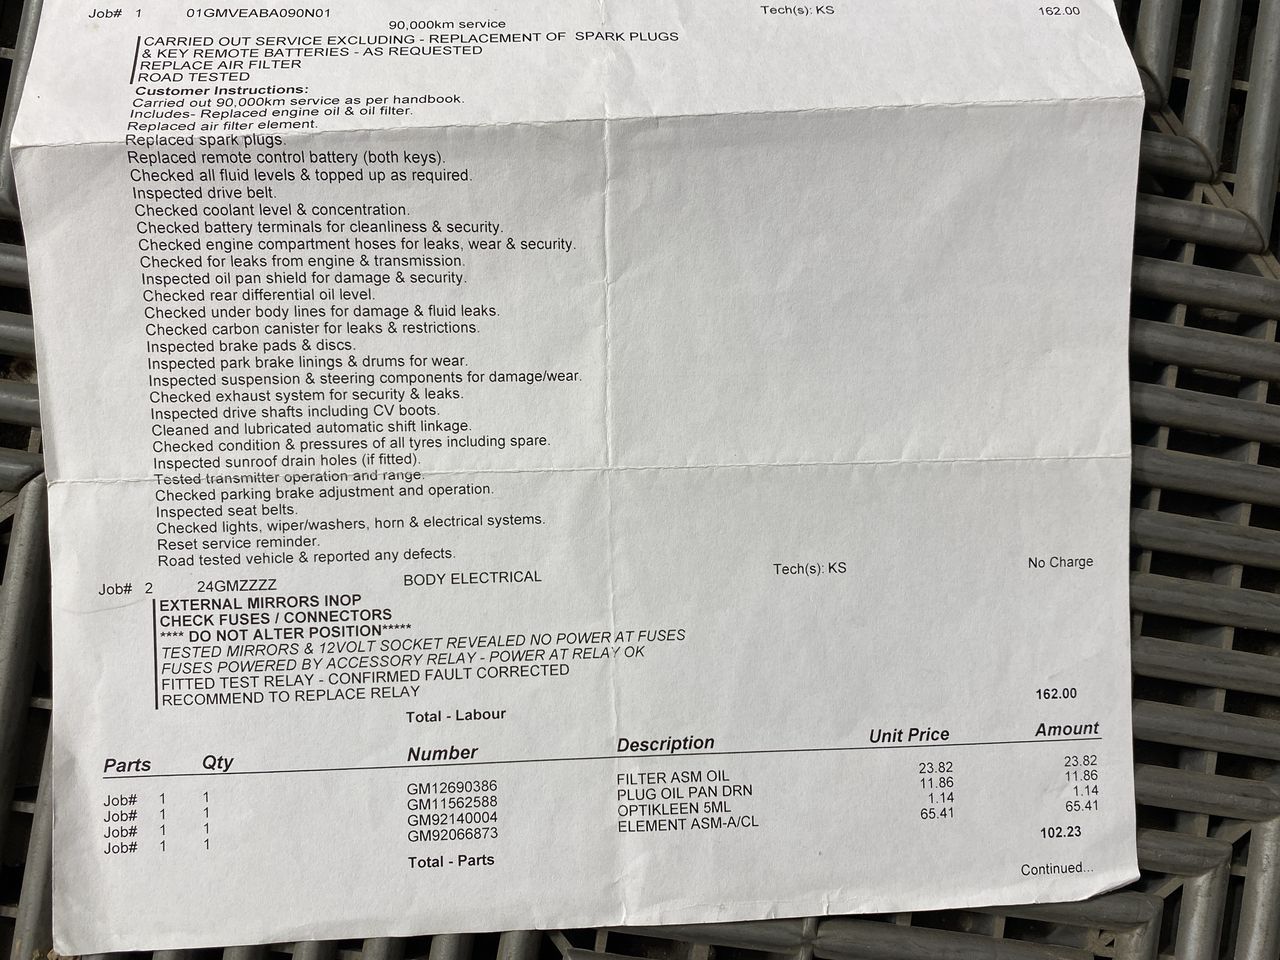 Job# 1 01GMVEABA090N01 Tech(s): KS 162.00
90,000km service
CARRIED OUT SERVICE EXCLUDING - REPLACEMENT OF SPARK PLUGS
& KEY REMOTE BATTERIES - AS REQUESTED
REPLACE AIR FILTER
ROAD TESTED
Customer Instructions:
Carried out 90,000km service as per handbook.
Includes- Replaced engine oil & oil filter.
Replaced air filter element.
Replaced spark plugs.
Replaced remote control battery (both keys).
Checked all fluid levels & topped up as required.
Inspected drive belt.
Checked coolant level & concentration.
Checked battery terminals for cleanliness & security.
Checked engine compartment hoses for leaks, wear & security.
Checked for leaks from engine & transmission.
Inspected oil pan shield for damage & security.
Checked rear differential oil level.
Checked under body lines for damage & fluid leaks.
Checked carbon canister for leaks & restrictions.
Inspected brake pads & discs.
Inspected park brake linings & drums for wear.
Inspected suspension & steering components for damage/wear.
Checked exhaust system for security & leaks.
Inspected drive shafts including CV boots.
Cleaned and lubricated automatic shift linkage.
Checked condition & pressures of all tyres including spare.
Inspected sunroof drain holes (if fitted).
Tested transmitter operation and range.
Checked parking brake adjustment and operation.
Inspected seat belts.
Checked lights, wiper/washers, horn & electrical systems.
Reset service reminder.
Road tested vehicle & reported any defects.
Job# 2 24GMZZZZ BODY ELECTRICAL Tech(s): KS No Charge
EXTERNAL MIRRORS INOP
CHECK FUSES / CONNECTORS
**** DO NOT ALTER POSITION*****
TESTED MIRRORS & 12VOLT SOCKET REVEALED NO POWER AT FUSES
FUSES POWERED BY ACCESSORY RELAY - POWER AT RELAY OK
FITTED TEST RELAY - CONFIRMED FAULT CORRECTED
RECOMMEND TO REPLACE RELAY
Total - Labour 162.00
Parts Qty Number Description Unit Price Amount
Job# 1 1 GM12690386 FILTER ASM OIL 23.82 23.82
Job# 1 1 GM11562588 PLUG OIL PAN DRN 11.86 11.86
Job# 1 1 GM92140004 OPTIKLEEN 5ML 1.14 1.14
Job# 1 1 GM92066873 ELEMENT ASM-A/CL 65.41 65.41
Total - Parts 102.23
Continued...